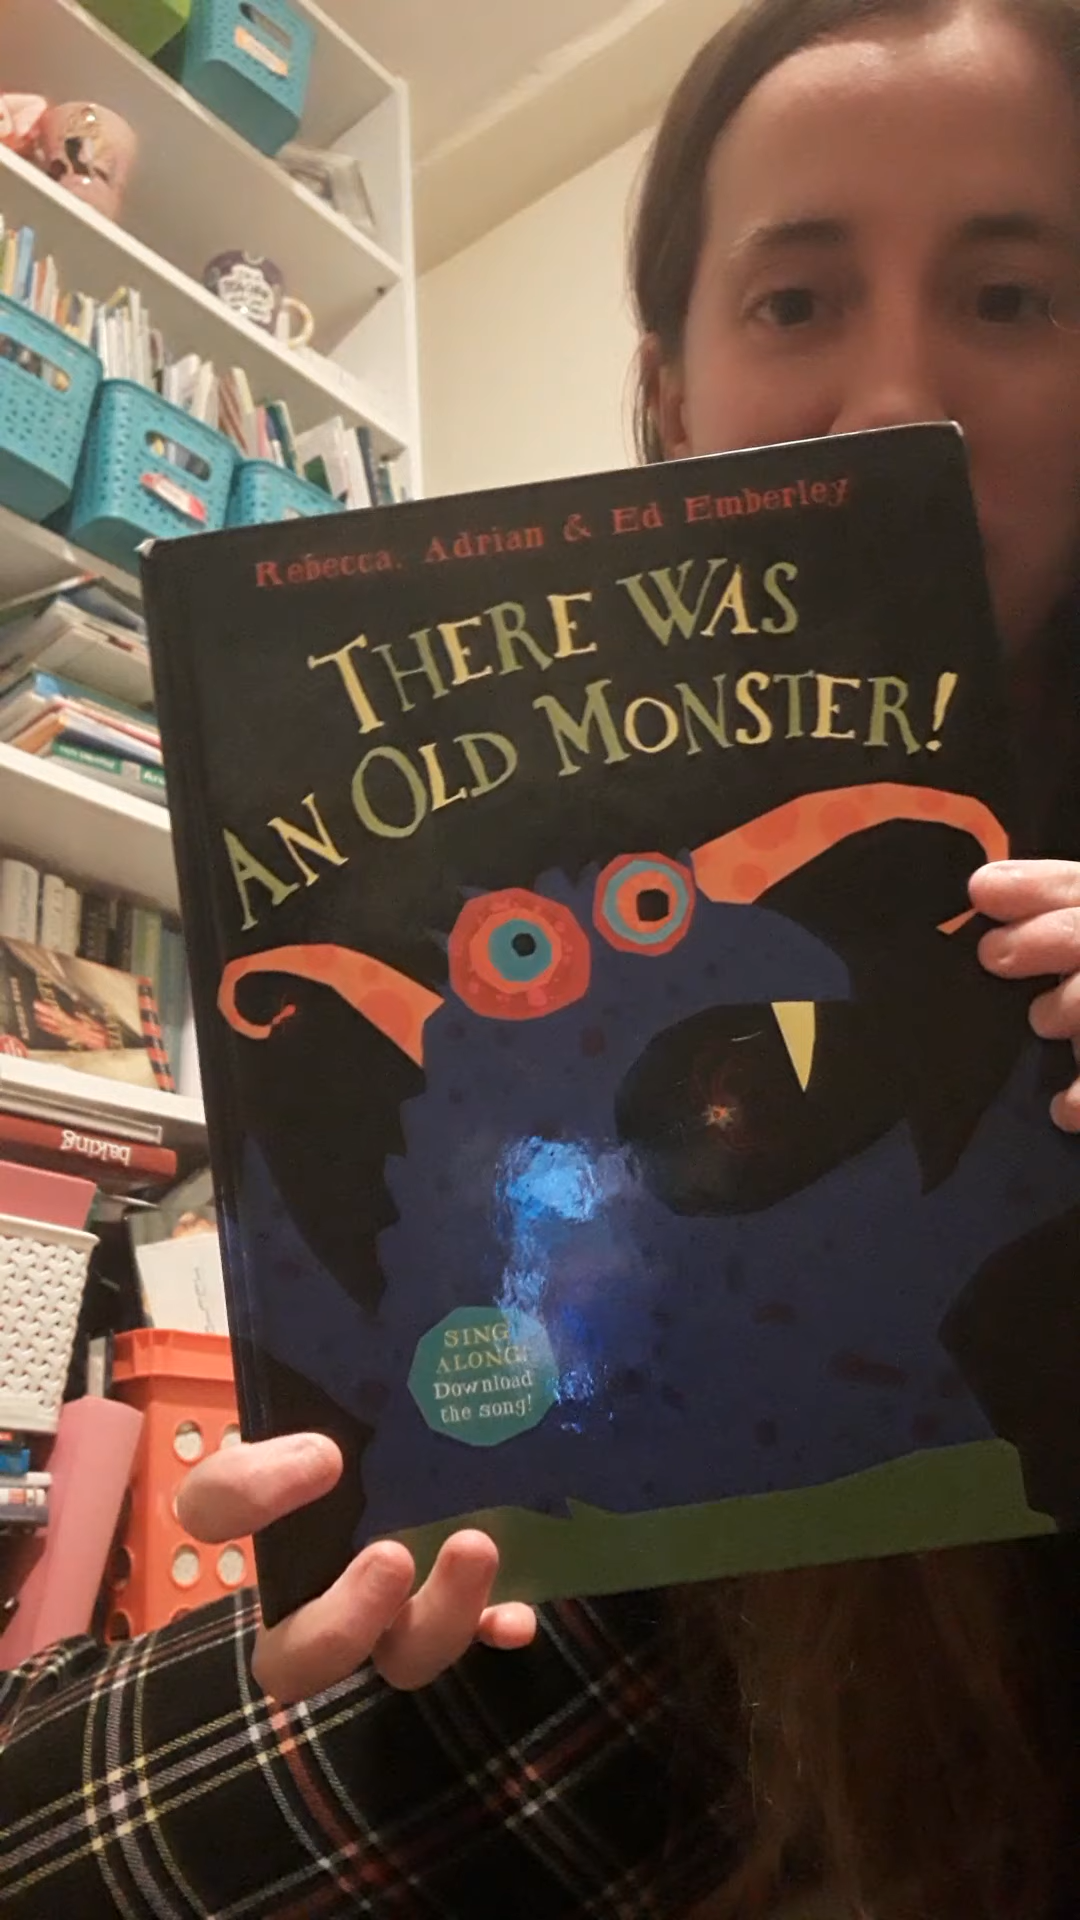 Rebecca, Adrian & Ed Emberley
THERE WAS
AN OLD MONSTER!
SING
ALONG!
Download
the song!
baking